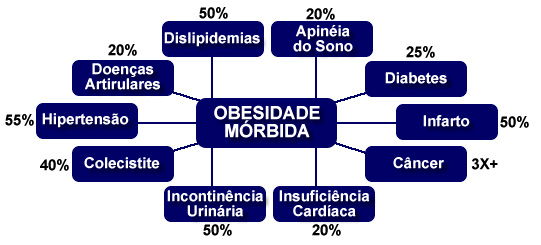 50%
Dislipidemias
20%
Apinéia
do Sono
20%
Doenças
Artirulares
25%
Diabetes
55%
Hipertensão
OBESIDADE
MÓRBIDA
Infarto
50%
40%
Colecistite
Câncer
3X+
Incontinência
Urinária
50%
Insuficiência
Cardíaca
20%